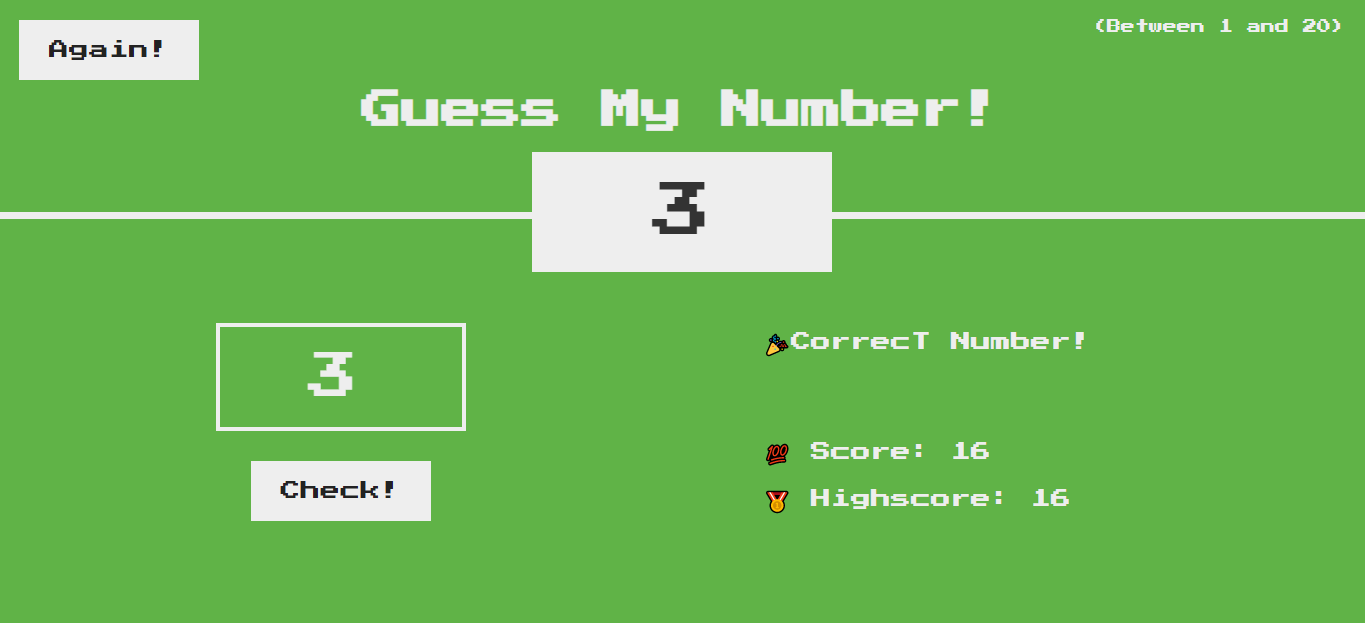 Again!
(Between 1 and 20)
Guess My Number!
3
3
🎉CorrecT Number!
Check!
💯 Score: 16
🥇 Highscore: 16